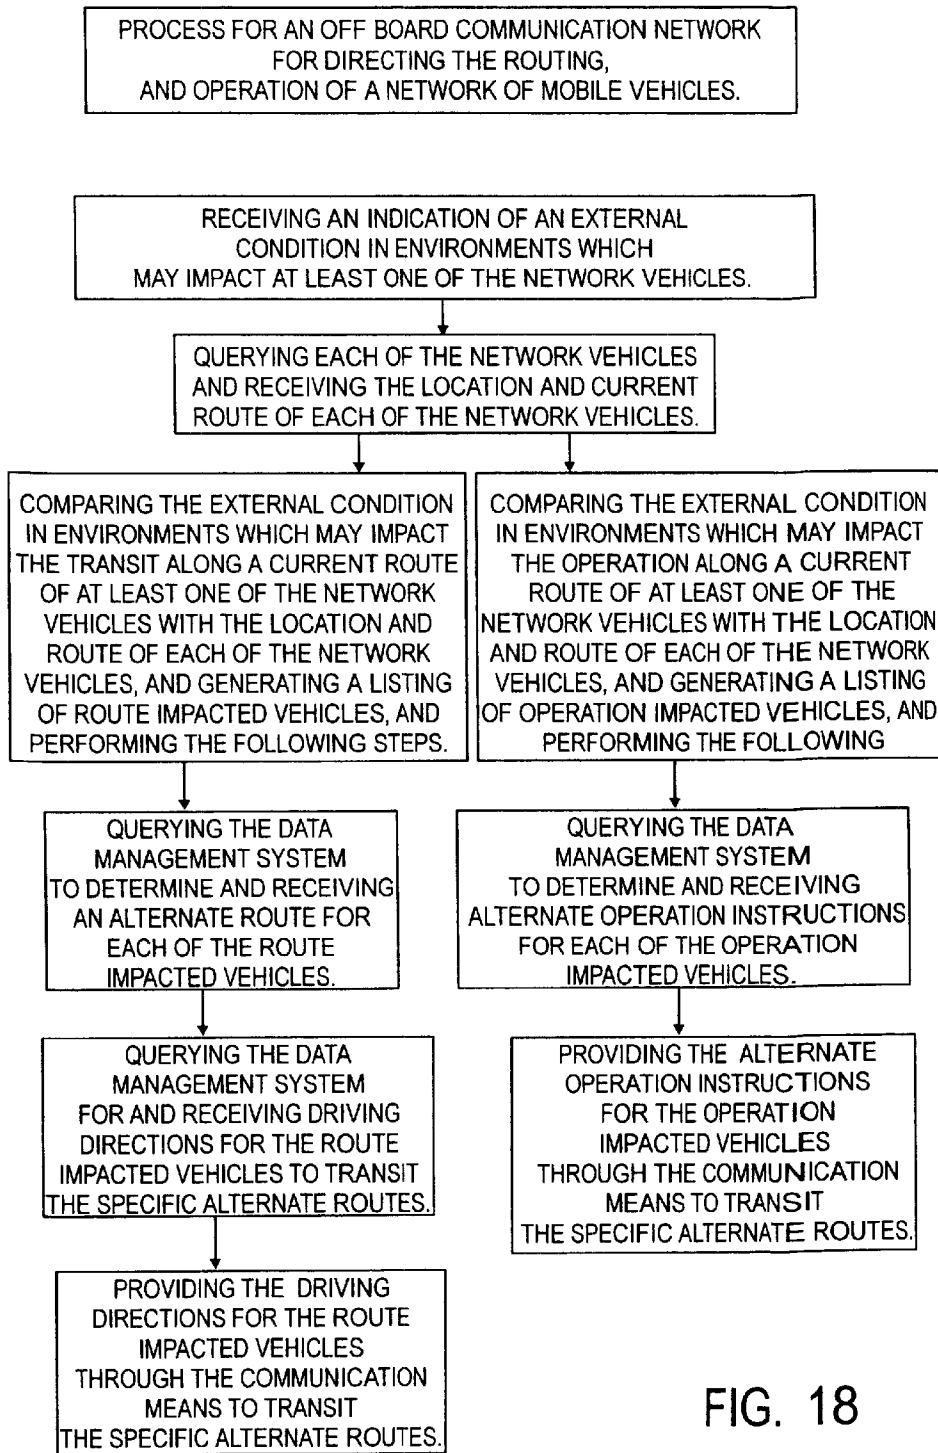 PROCESS FOR AN OFF BOARD COMMUNICATION NETWORK
FOR DIRECTING THE ROUTING,
AND OPERATION OF A NETWORK OF MOBILE VEHICLES.
RECEIVING AN INDICATION OF AN EXTERNAL
CONDITION IN ENVIRONMENTS WHICH
MAY IMPACT AT LEAST ONE OF THE NETWORK VEHICLES.
QUERYING EACH OF THE NETWORK VEHICLES
AND RECEIVING THE LOCATION AND CURRENT
ROUTE OF EACH OF THE NETWORK VEHICLES.
COMPARING THE EXTERNAL CONDITION
IN ENVIRONMENTS WHICH MAY IMPACT
THE TRANSIT ALONG A CURRENT ROUTE
OF AT LEAST ONE OF THE NETWORK
VEHICLES WITH THE LOCATION AND
ROUTE OF EACH OF THE NETWORK
VEHICLES, AND GENERATING A LISTING
OF ROUTE IMPACTED VEHICLES, AND
PERFORMING THE FOLLOWING STEPS.
COMPARING THE EXTERNAL CONDITION
IN ENVIRONMENTS WHICH MAY IMPACT
THE OPERATION ALONG A CURRENT
ROUTE OF AT LEAST ONE OF THE
NETWORK VEHICLES WITH THE LOCATION
AND ROUTE OF EACH OF THE NETWORK
VEHICLES, AND GENERATING A LISTING
OF OPERATION IMPACTED VEHICLES, AND
PERFORMING THE FOLLOWING
QUERYING THE DATA
MANAGEMENT SYSTEM
TO DETERMINE AND RECEIVING
AN ALTERNATE ROUTE FOR
EACH OF THE ROUTE
IMPACTED VEHICLES.
QUERYING THE DATA
MANAGEMENT SYSTEM
TO DETERMINE AND RECEIVING
ALTERNATE OPERATION INSTRUCTIONS
FOR EACH OF THE OPERATION
IMPACTED VEHICLES.
QUERYING THE DATA
MANAGEMENT SYSTEM
FOR AND RECEIVING DRIVING
DIRECTIONS FOR THE ROUTE
IMPACTED VEHICLES TO TRANSIT
THE SPECIFIC ALTERNATE ROUTES.
PROVIDING THE ALTERNATE
OPERATION INSTRUCTIONS
FOR THE OPERATION
IMPACTED VEHICLES
THROUGH THE COMMUNICATION
MEANS TO TRANSIT
THE SPECIFIC ALTERNATE ROUTES.
PROVIDING THE DRIVING
DIRECTIONS FOR THE ROUTE
IMPACTED VEHICLES
THROUGH THE COMMUNICATION
MEANS TO TRANSIT
THE SPECIFIC ALTERNATE ROUTES.
FIG. 18